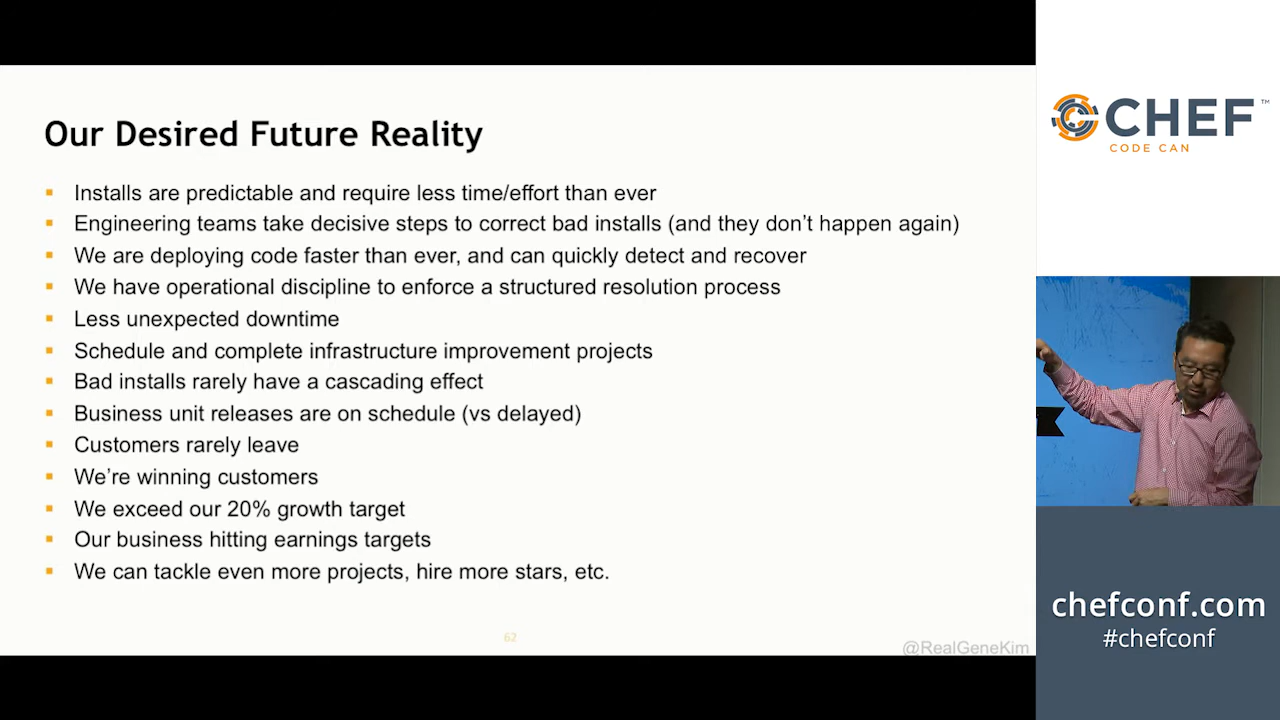 Our Desired Future Reality
Installs are predictable and require less time/effort than ever
Engineering teams take decisive steps to correct bad installs (and they don’t happen again)
We are deploying code faster than ever, and can quickly detect and recover
We have operational discipline to enforce a structured resolution process
Less unexpected downtime
Schedule and complete infrastructure improvement projects
Bad installs rarely have a cascading effect
Business unit releases are on schedule (vs delayed)
Customers rarely leave
We’re winning customers
We exceed our 20% growth target
Our business hitting earnings targets
We can tackle even more projects, hire more stars, etc.
62
@RealGeneKim
CHEF™
CODE CAN
chefconf.com
#chefconf